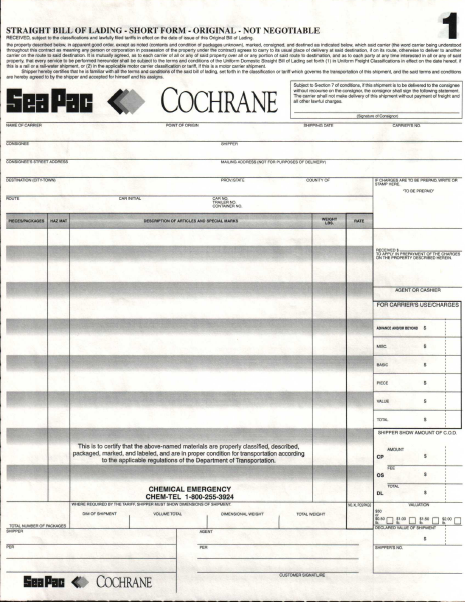 1
STRAIGHT BILL OF LADING - SHORT FORM - ORIGINAL - NOT NEGOTIABLE
RECEIVED, subject to the classifications and lawfully filed tariffs in effect on the date of issue of this Original Bill of Lading.
the property described below, in apparent good order, except as noted contents and condition of packages unknown, marked, consigned, and destined as indicated below, which said carrier (the word carrier being understood
throughout this contract as meaning any person or corporation in possession of the property under the contract) agrees to carry to its usual place of delivery at said destination, if on its route, otherwise to deliver to another
carrier on the route to said destination. It is mutually agreed, as to each carrier of all or any of said property over all or any portion of said route to destination, and as to each party at any time interested in all or any of said
property, that every service to be performed hereunder shall be subject to the terms and conditions of the Uniform Domestic Straight Bill of Lading set forth (1) in Uniform Freight Classifications in effect on the date hereof, if
this is a rail or a rail-water shipment, or (2) in the applicable motor carrier classification or tariff, if this is a motor carrier shipment.
Shipper hereby certifies that he is familiar with all the terms and conditions of the said bill of lading, set forth in the classification or tariff which governs the transportation of this shipment, and the said terms and conditions
are hereby agreed to by the shipper and accepted for himself and his assigns.
SeaPac COCHRANE
Subject to Section 7 of conditions, if this shipment is to be delivered to the consignee
without recourse on the consignor, the consignor shall sign the following statement:
The carrier shall not make delivery of this shipment without payment of freight and
all other lawful charges.
(Signature of Consignor)
NAME OF CARRIER POINT OF ORIGIN SHIPPING DATE CARRIER'S NO.
CONSIGNEE SHIPPER
CONSIGNEE'S STREET ADDRESS MAILING ADDRESS (NOT FOR PURPOSES OF DELIVERY)
DESTINATION (CITY-TOWN) PROV/STATE COUNTY OF
IF CHARGES ARE TO BE PREPAID, WRITE OR
STAMP HERE,
"TO BE PREPAID"
ROUTE CAR INITIAL CAR NO.
TRAILER NO.
CONTAINER NO.
PIECES/PACKAGES HAZ MAT DESCRIPTION OF ARTICLES AND SPECIAL MARKS WEIGHT LBS. RATE
RECEIVED $
TO APPLY IN PREPAYMENT OF THE CHARGES
ON THE PROPERTY DESCRIBED HEREIN.
AGENT OR CASHIER
FOR CARRIER'S USE/CHARGES
ADVANCE AND/OR BEYOND $
MISC. $
BASIC $
PIECE $
VALUE $
TOTAL $
SHIPPER SHOW AMOUNT OF C.O.D.
AMOUNT
CP $
FEE
CS $
TOTAL
DL $
This is to certify that the above-named materials are properly classified, described,
packaged, marked, and labeled, and are in proper condition for transportation according
to the applicable regulations of the Department of Transportation.
CHEMICAL EMERGENCY
CHEM-TEL 1-800-255-3924
WHERE REQUIRED BY THE TARIFF, SHIPPER MUST SHOW DIMENSIONS OF SHIPMENT
DIM OF SHIPMENT VOLUME TOTAL DIMENSIONAL WEIGHT TOTAL WEIGHT
VALUATION
$50
or
$0.50 lb. $1.00 lb. $1.50 lb. $2.00 lb.
TOTAL NUMBER OF PACKAGES
DECLARED VALUE OF SHIPMENT
$
SHIPPER AGENT
PER PER SHIPPER'S NO.
SeaPac COCHRANE
CUSTOMER SIGNATURE